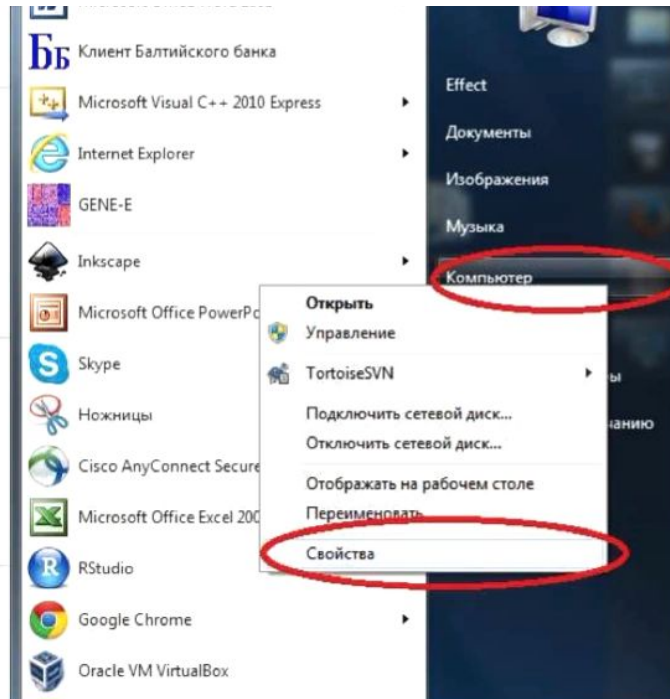 Бб Клиент Балтийского банка
Microsoft Visual C++ 2010 Express
Internet Explorer
GENE-E
Inkscape
Microsoft Office PowerPo
Skype
Ножницы
Cisco AnyConnect Secure
Microsoft Office Excel 200
RStudio
Google Chrome
Oracle VM VirtualBox
Effect
Документы
Изображения
Музыка
Компьютер
Открыть
Управление
TortoiseSVN
Подключить сетевой диск...
Отключить сетевой диск...
Отображать на рабочем столе
Переименовать
Свойства